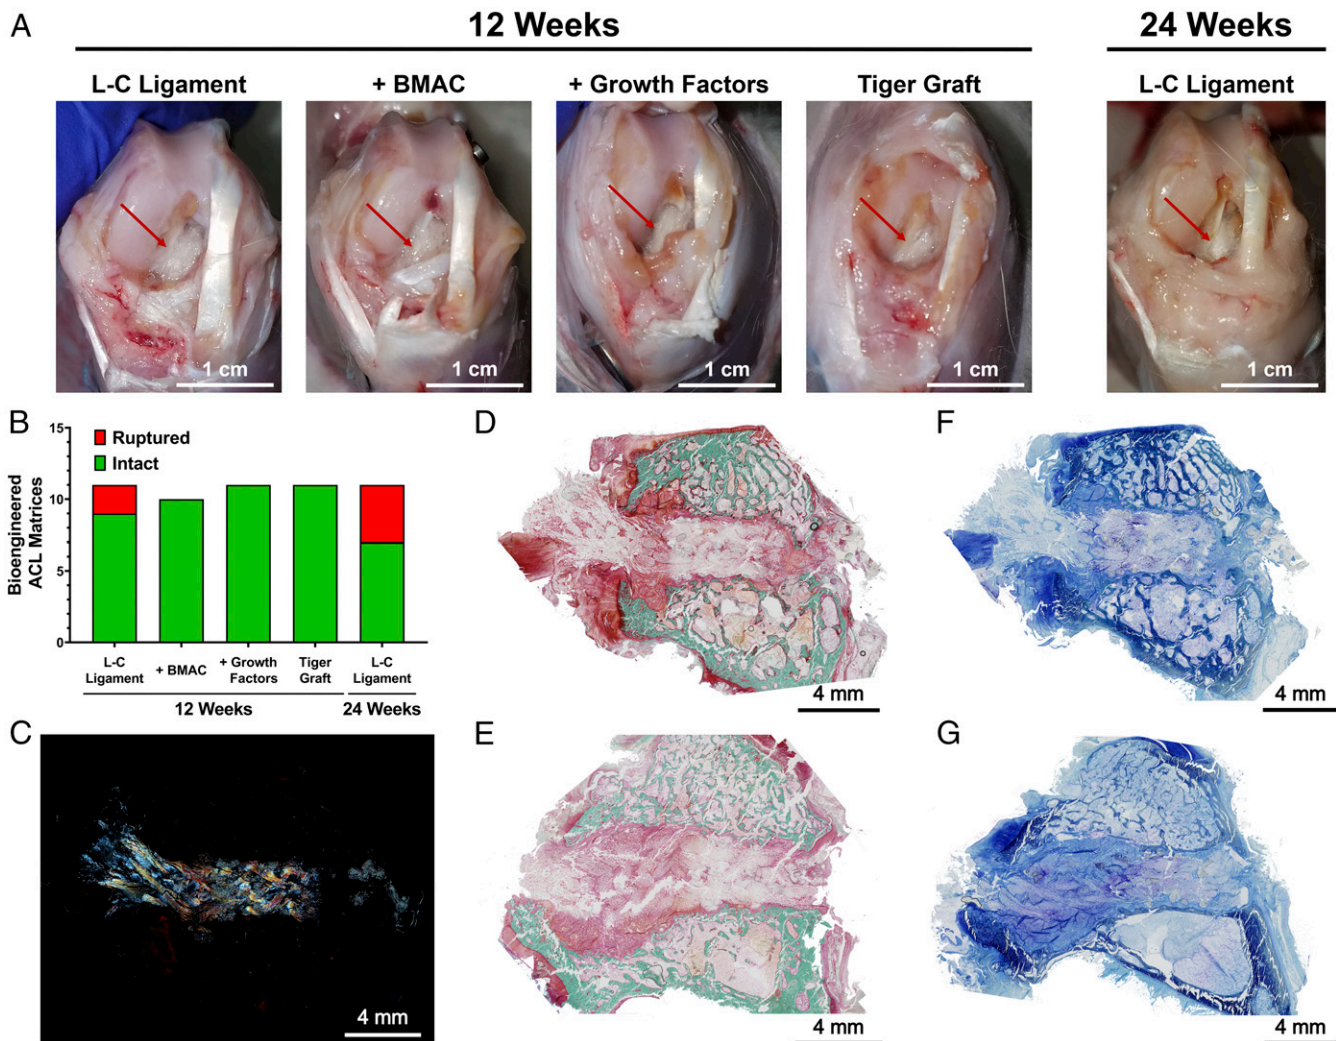 A
12 Weeks
24 Weeks
L-C Ligament
+ BMAC
+ Growth Factors
Tiger Graft
L-C Ligament
1 cm
1 cm
1 cm
1 cm
1 cm
B
15
10
5
0
Bioengineered
ACL Matrices
Ruptured
Intact
L-C
Ligament
+ BMAC
+ Growth
Factors
Tiger
Graft
L-C
Ligament
12 Weeks
24 Weeks
C
4 mm
D
4 mm
E
4 mm
F
4 mm
G
4 mm